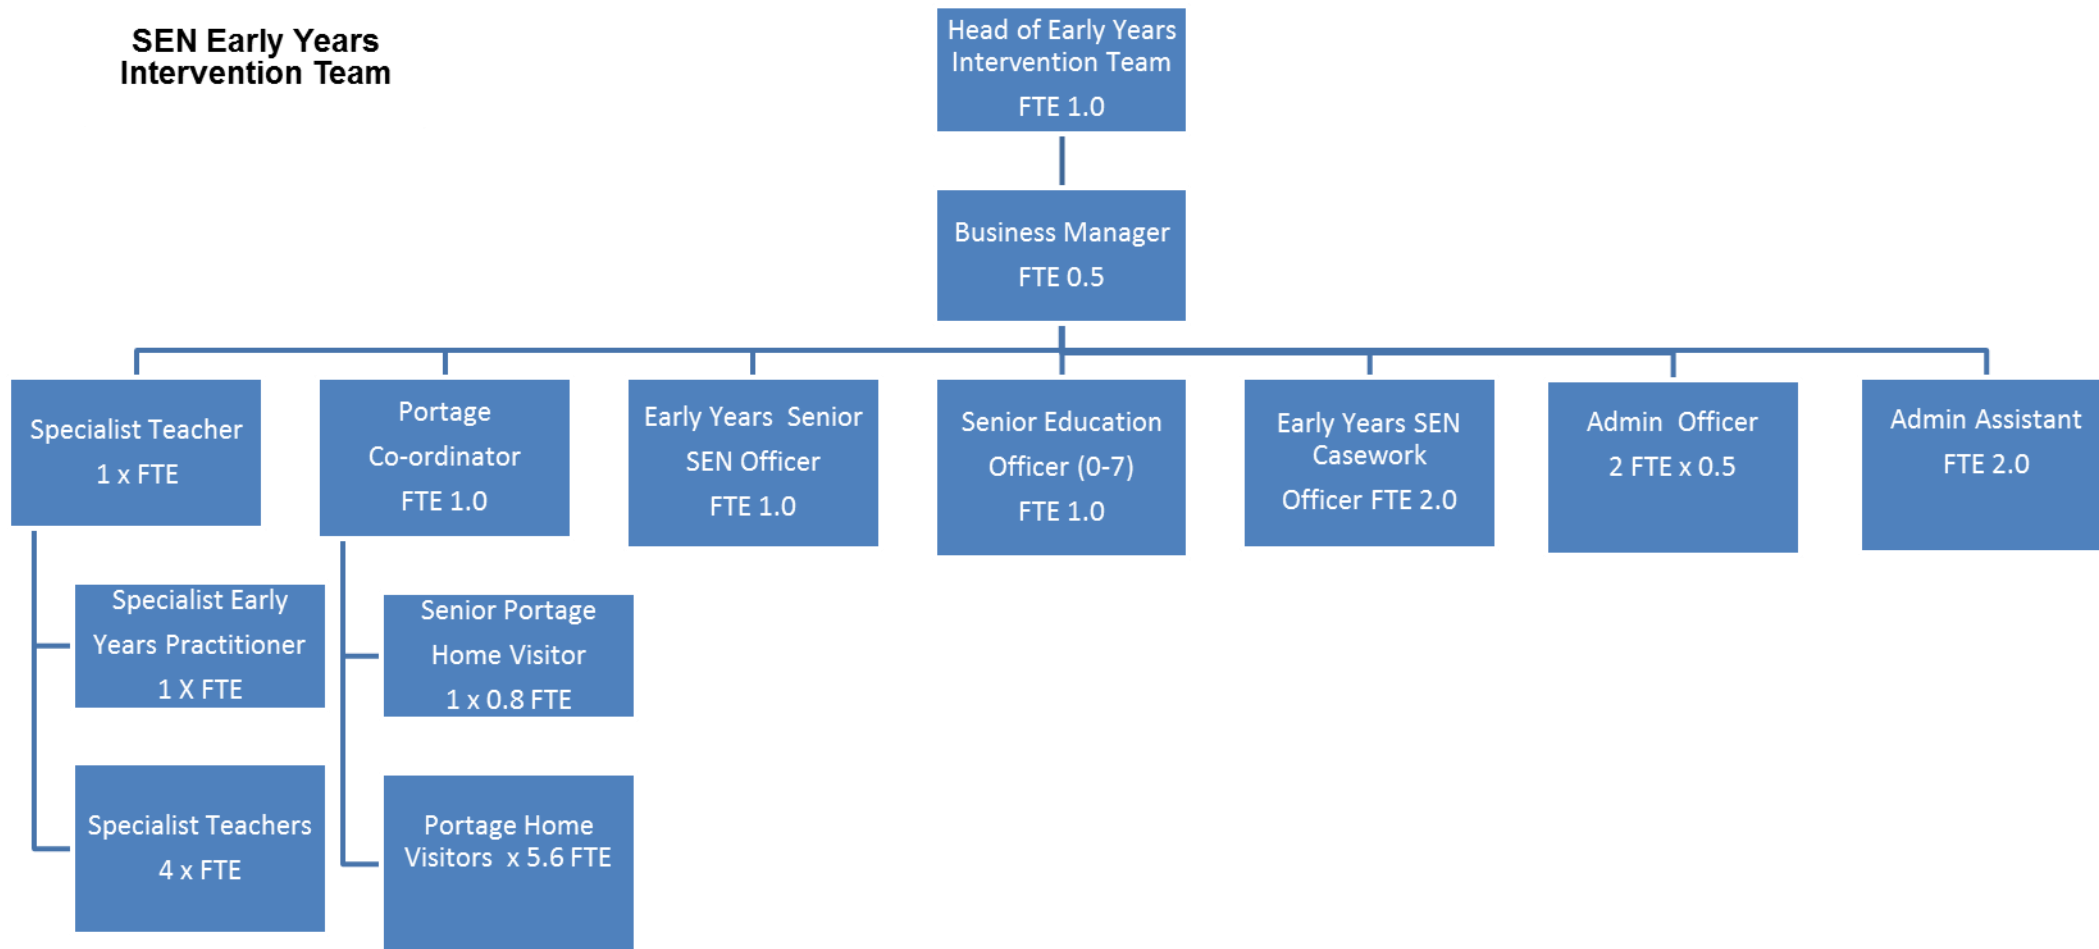 SEN Early Years
Intervention Team
Head of Early Years
Intervention Team
FTE 1.0
Business Manager
FTE 0.5
Specialist Teacher
1 x FTE
Portage
Co-ordinator
FTE 1.0
Early Years  Senior
SEN Officer
FTE 1.0
Senior Education
Officer (0-7)
FTE 1.0
Early Years SEN
Casework
Officer FTE 2.0
Admin  Officer
2 FTE x 0.5
Admin Assistant
FTE 2.0
Specialist Early
Years Practitioner
1 X FTE
Senior Portage
Home Visitor
1 x 0.8 FTE
Specialist Teachers
4 x FTE
Portage Home
Visitors  x 5.6 FTE